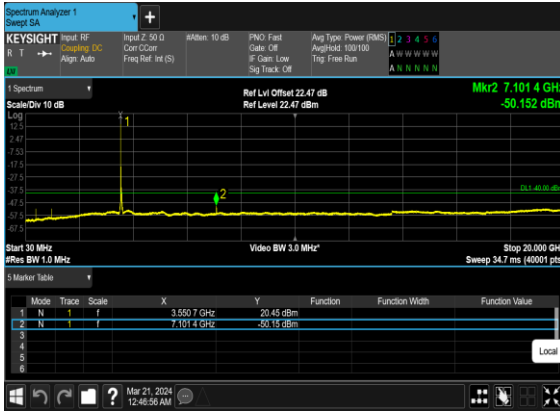 Spectrum Analyzer 1
Swept SA
+
KEYSIGHT
R T
Input: RF
Coupling: DC
Align: Auto
Input Z: 50 Ω
Corr CCorr
Freq Ref: Int (S)
#Atten: 10 dB
PNO: Fast
Gate: Off
IF Gain: Low
Sig Track: Off
Avg Type: Power (RMS)
Avg|Hold: 100/100
Trig: Free Run
1 2 3 4 5 6
A W W W W W
A N N N N N
1 Spectrum
Scale/Div 10 dB
Ref Lvl Offset 22.47 dB
Ref Level 22.47 dBm
Mkr2 7.101 4 GHz
-50.152 dBm
Log
12.5
2.47
-7.53
-17.5
-27.5
-37.5
-47.5
-57.5
-67.5
1
2
DL1 -40.00 dBm
Start 30 MHz
#Res BW 1.0 MHz
Video BW 3.0 MHz*
Stop 20.000 GHz
Sweep 34.7 ms (40001 pts)
5 Marker Table
Mode Trace Scale X Y Function Function Width Function Value
1 N 1 f 3.550 7 GHz 20.45 dBm
2 N 1 f 7.101 4 GHz -50.15 dBm
3
4
5
6
Local
?
Mar 21, 2024
12:46:56 AM